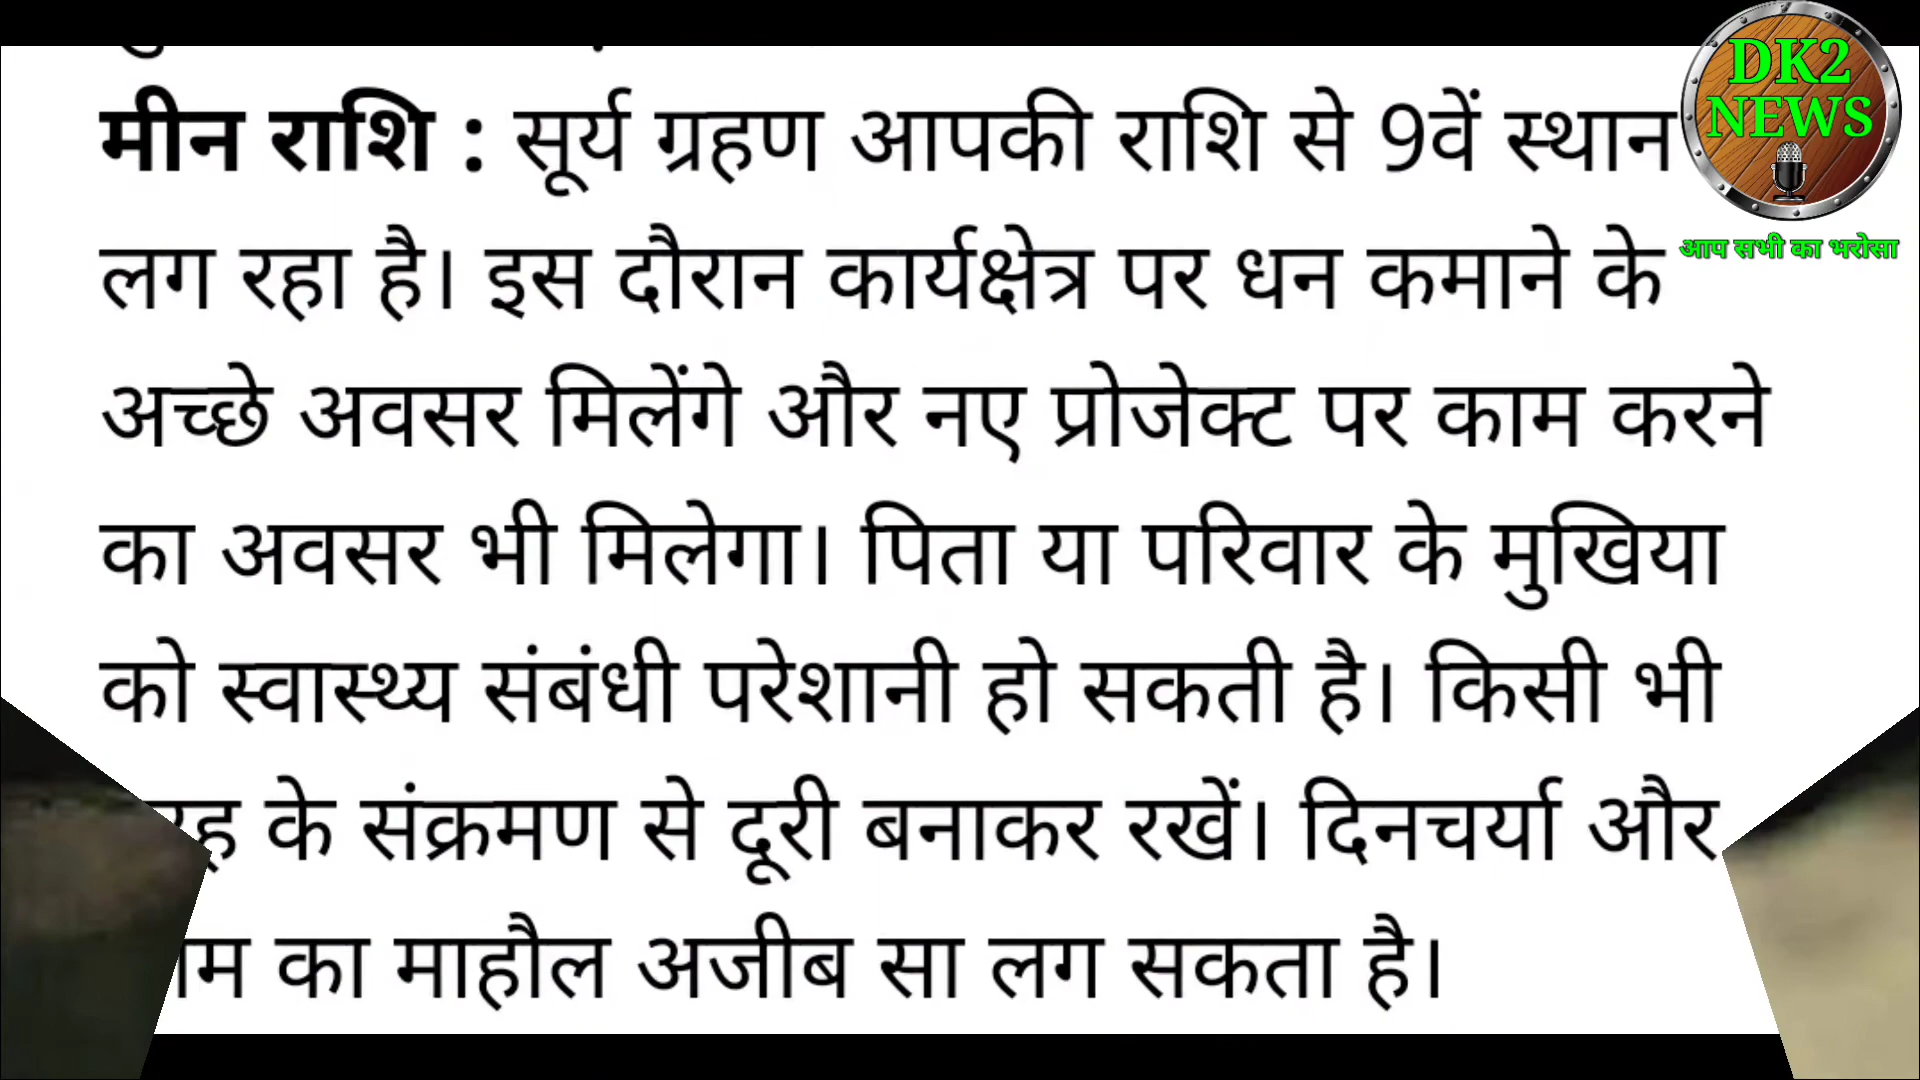 मीन राशि : सूर्य ग्रहण आपकी राशि से 9वें स्थान
लग रहा है। इस दौरान कार्यक्षेत्र पर धन कमाने के
अच्छे अवसर मिलेंगे और नए प्रोजेक्ट पर काम करने
का अवसर भी मिलेगा। पिता या परिवार के मुखिया
को स्वास्थ्य संबंधी परेशानी हो सकती है। किसी भी
के संक्रमण से दूरी बनाकर रखें। दिनचर्या और
का माहौल अजीब सा लग सकता है।
DK2
NEWS
आप सभी का भरोसा